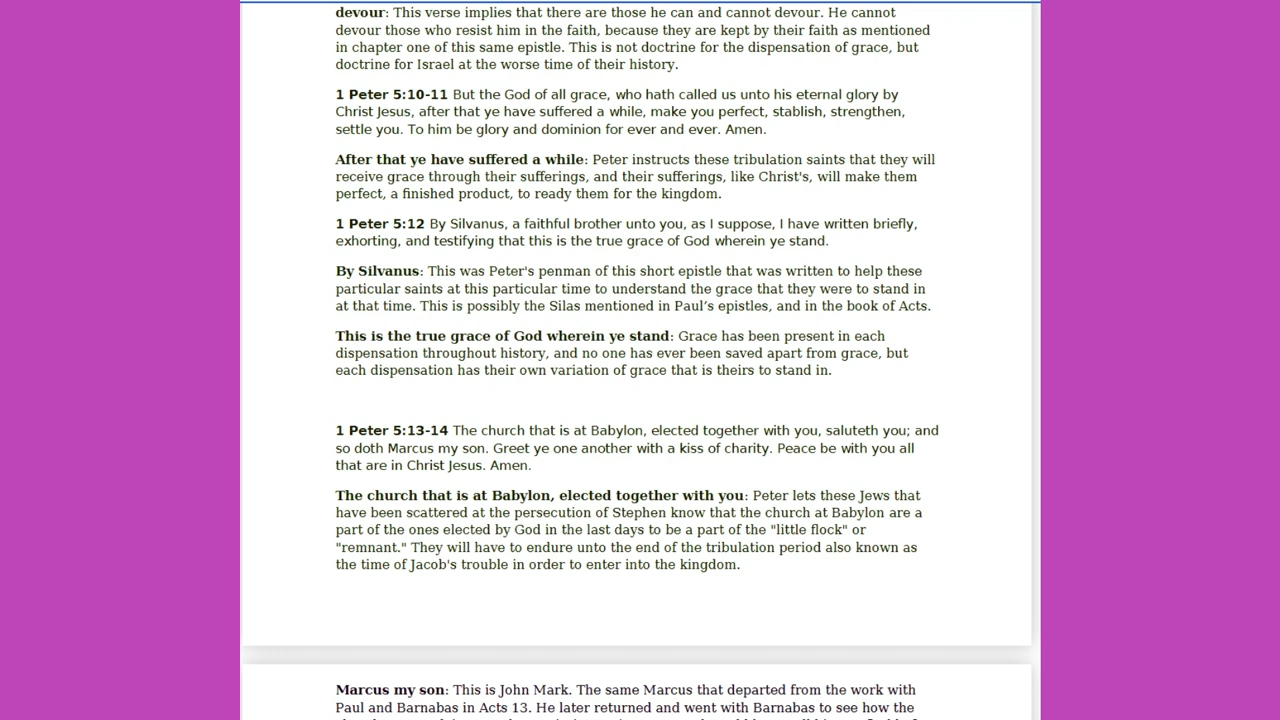 devour: This verse implies that there are those he can and cannot devour. He cannot
devour those who resist him in the faith, because they are kept by their faith as mentioned
in chapter one of this same epistle. This is not doctrine for the dispensation of grace, but
doctrine for Israel at the worse time of their history.
1 Peter 5:10-11 But the God of all grace, who hath called us unto his eternal glory by
Christ Jesus, after that ye have suffered a while, make you perfect, stablish, strengthen,
settle you. To him be glory and dominion for ever and ever. Amen.
After that ye have suffered a while: Peter instructs these tribulation saints that they will
receive grace through their sufferings, and their sufferings, like Christ's, will make them
perfect, a finished product, to ready them for the kingdom.
1 Peter 5:12 By Silvanus, a faithful brother unto you, as I suppose, I have written briefly,
exhorting, and testifying that this is the true grace of God wherein ye stand.
By Silvanus: This was Peter's penman of this short epistle that was written to help these
particular saints at this particular time to understand the grace that they were to stand in
at that time. This is possibly the Silas mentioned in Paul’s epistles, and in the book of Acts.
This is the true grace of God wherein ye stand: Grace has been present in each
dispensation throughout history, and no one has ever been saved apart from grace, but
each dispensation has their own variation of grace that is theirs to stand in.
1 Peter 5:13-14 The church that is at Babylon, elected together with you, saluteth you; and
so doth Marcus my son. Greet ye one another with a kiss of charity. Peace be with you all
that are in Christ Jesus. Amen.
The church that is at Babylon, elected together with you: Peter lets these Jews that
have been scattered at the persecution of Stephen know that the church at Babylon are a
part of the ones elected by God in the last days to be a part of the "little flock" or
"remnant." They will have to endure unto the end of the tribulation period also known as
the time of Jacob's trouble in order to enter into the kingdom.
Marcus my son: This is John Mark. The same Marcus that departed from the work with
Paul and Barnabas in Acts 13. He later returned and went with Barnabas to see how the